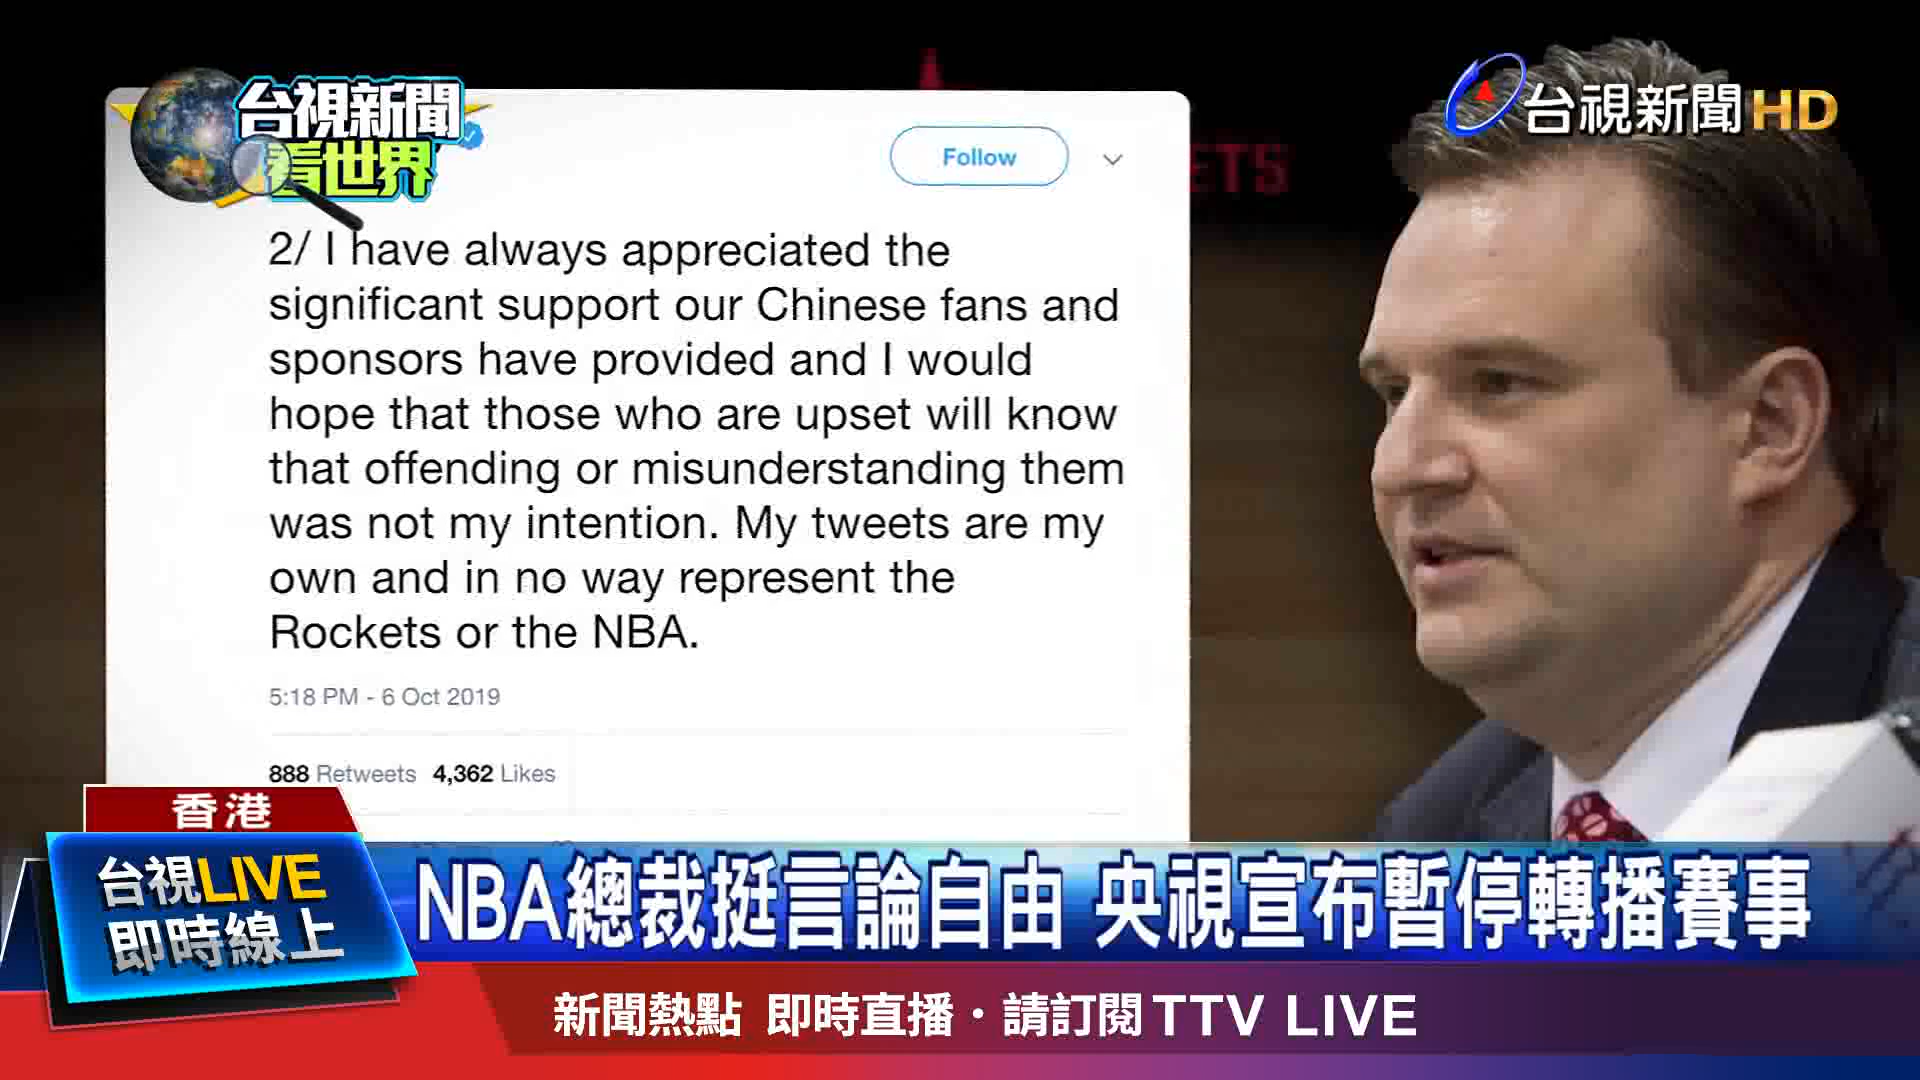 台視新聞
看世界
台視新聞HD
ETS
Follow
2/ I have always appreciated the
significant support our Chinese fans and
sponsors have provided and I would
hope that those who are upset will know
that offending or misunderstanding them
was not my intention. My tweets are my
own and in no way represent the
Rockets or the NBA.
5:18 PM - 6 Oct 2019
888 Retweets 4,362 Likes
香港
台視LIVE
即時線上
NBA總裁挺言論自由 央視宣布暫停轉播賽事
新聞熱點 即時直播·請訂閱TTV LIVE